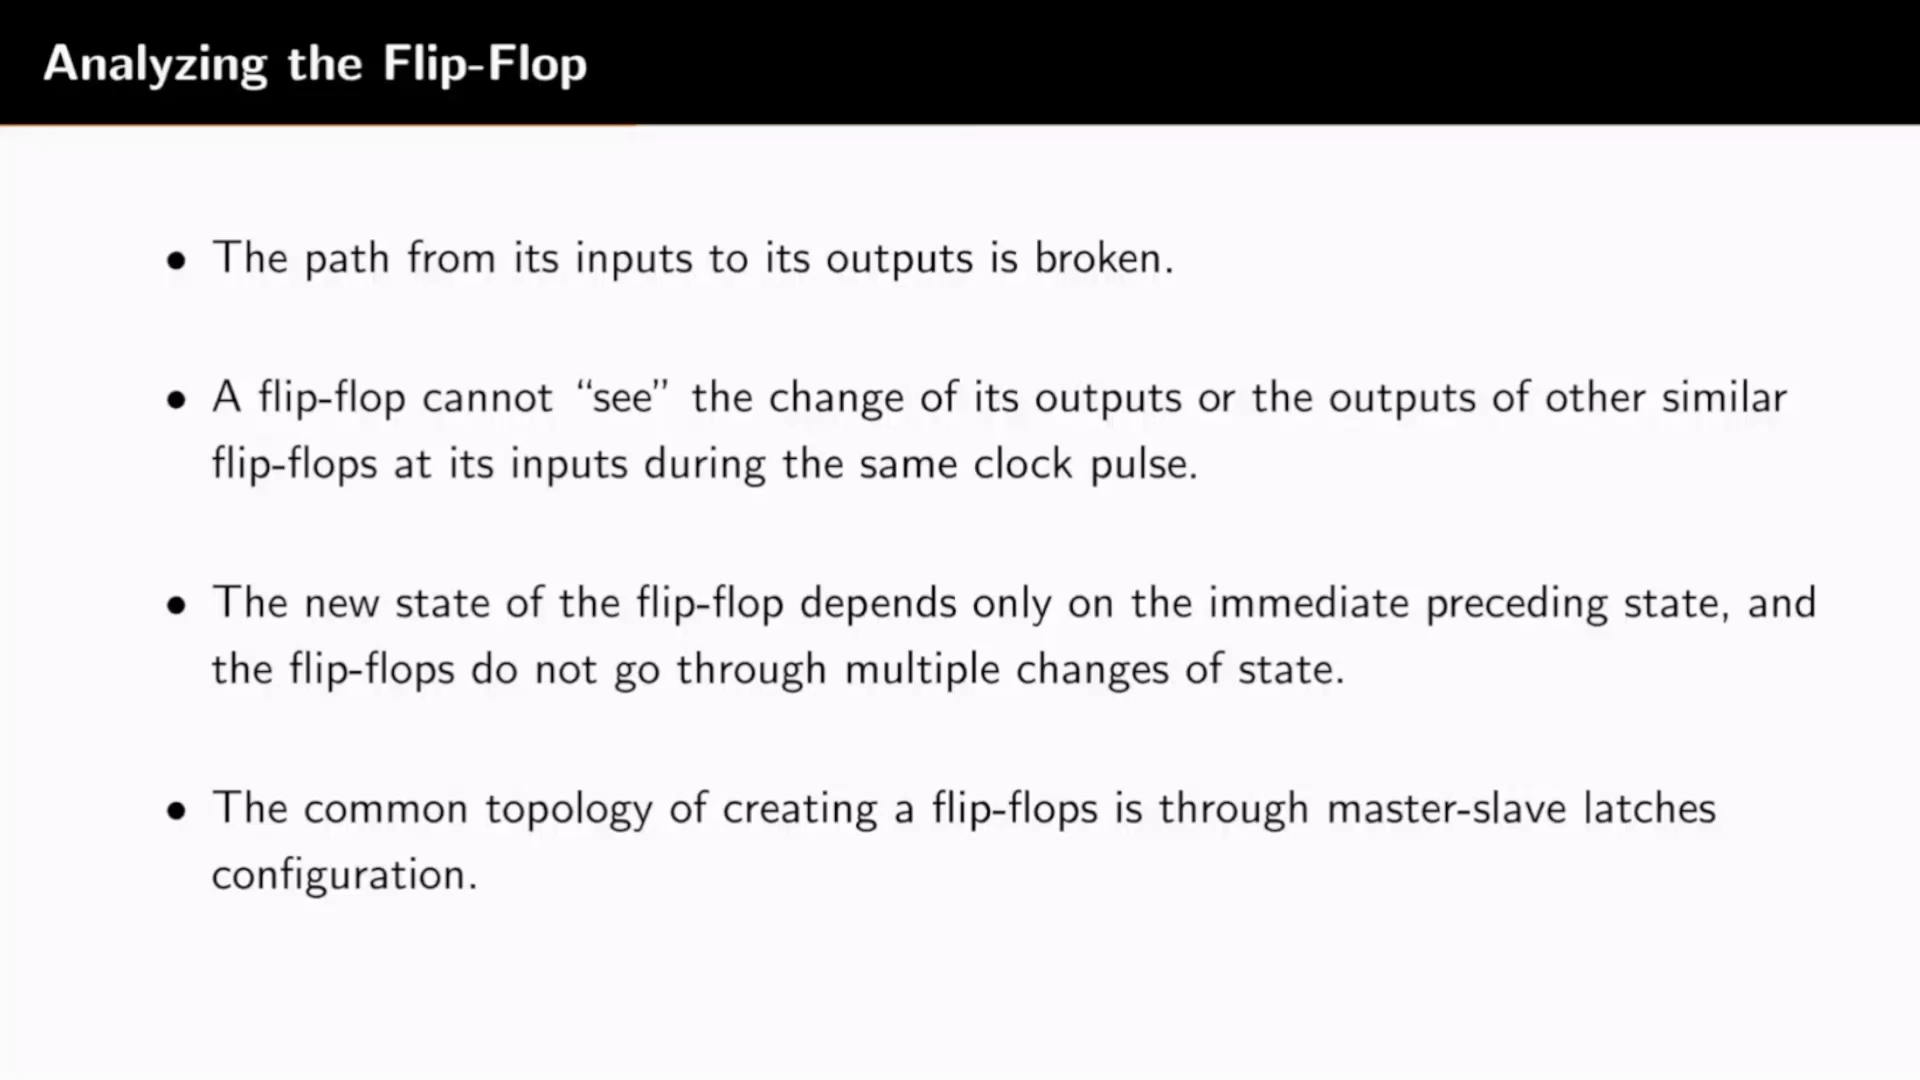 Analyzing the Flip-Flop
• The path from its inputs to its outputs is broken.
• A flip-flop cannot “see” the change of its outputs or the outputs of other similar
flip-flops at its inputs during the same clock pulse.
• The new state of the flip-flop depends only on the immediate preceding state, and
the flip-flops do not go through multiple changes of state.
• The common topology of creating a flip-flops is through master-slave latches
configuration.